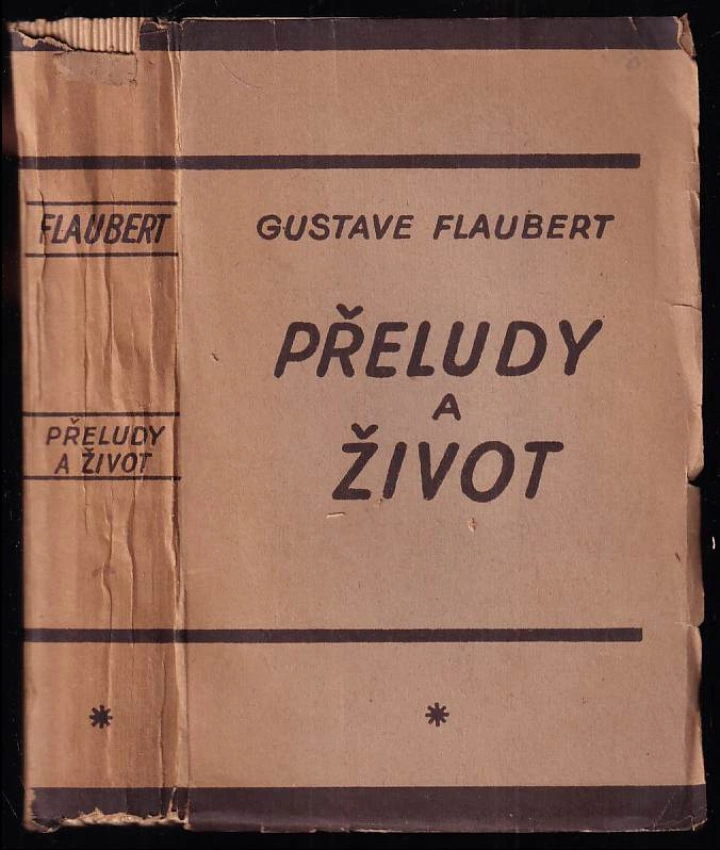 FLAUBERT
PŘELUDY
A ŽIVOT
*
GUSTAVE FLAUBERT
PŘELUDY
A
ŽIVOT
*